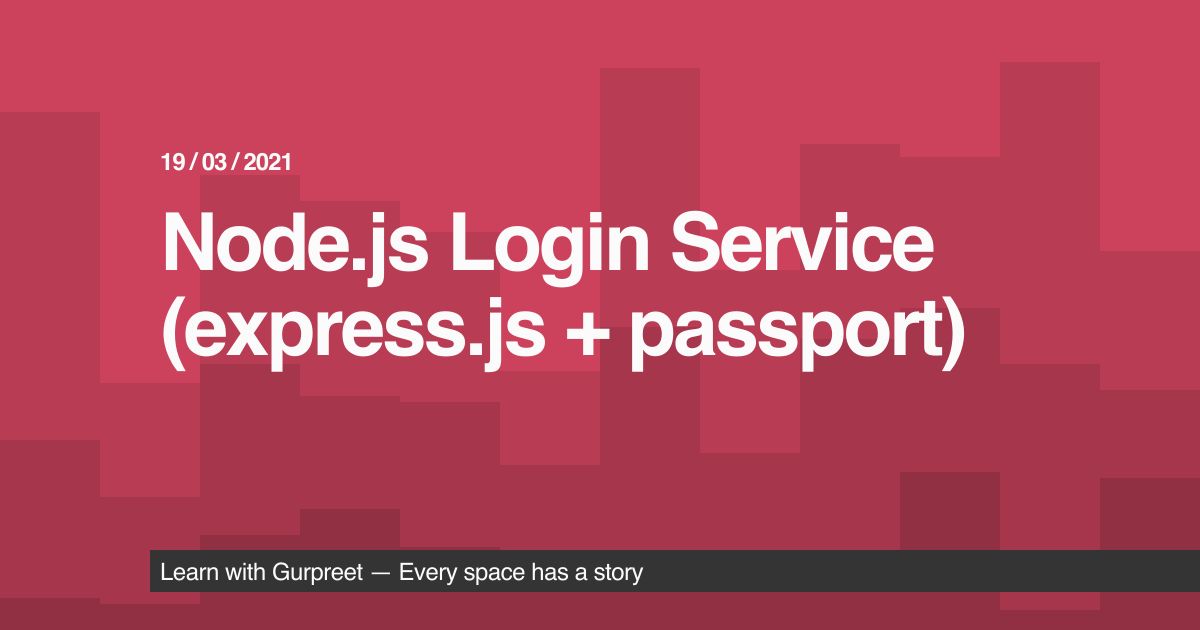 19 / 03 / 2021
Node.js Login Service
(express.js + passport)
Learn with Gurpreet — Every space has a story